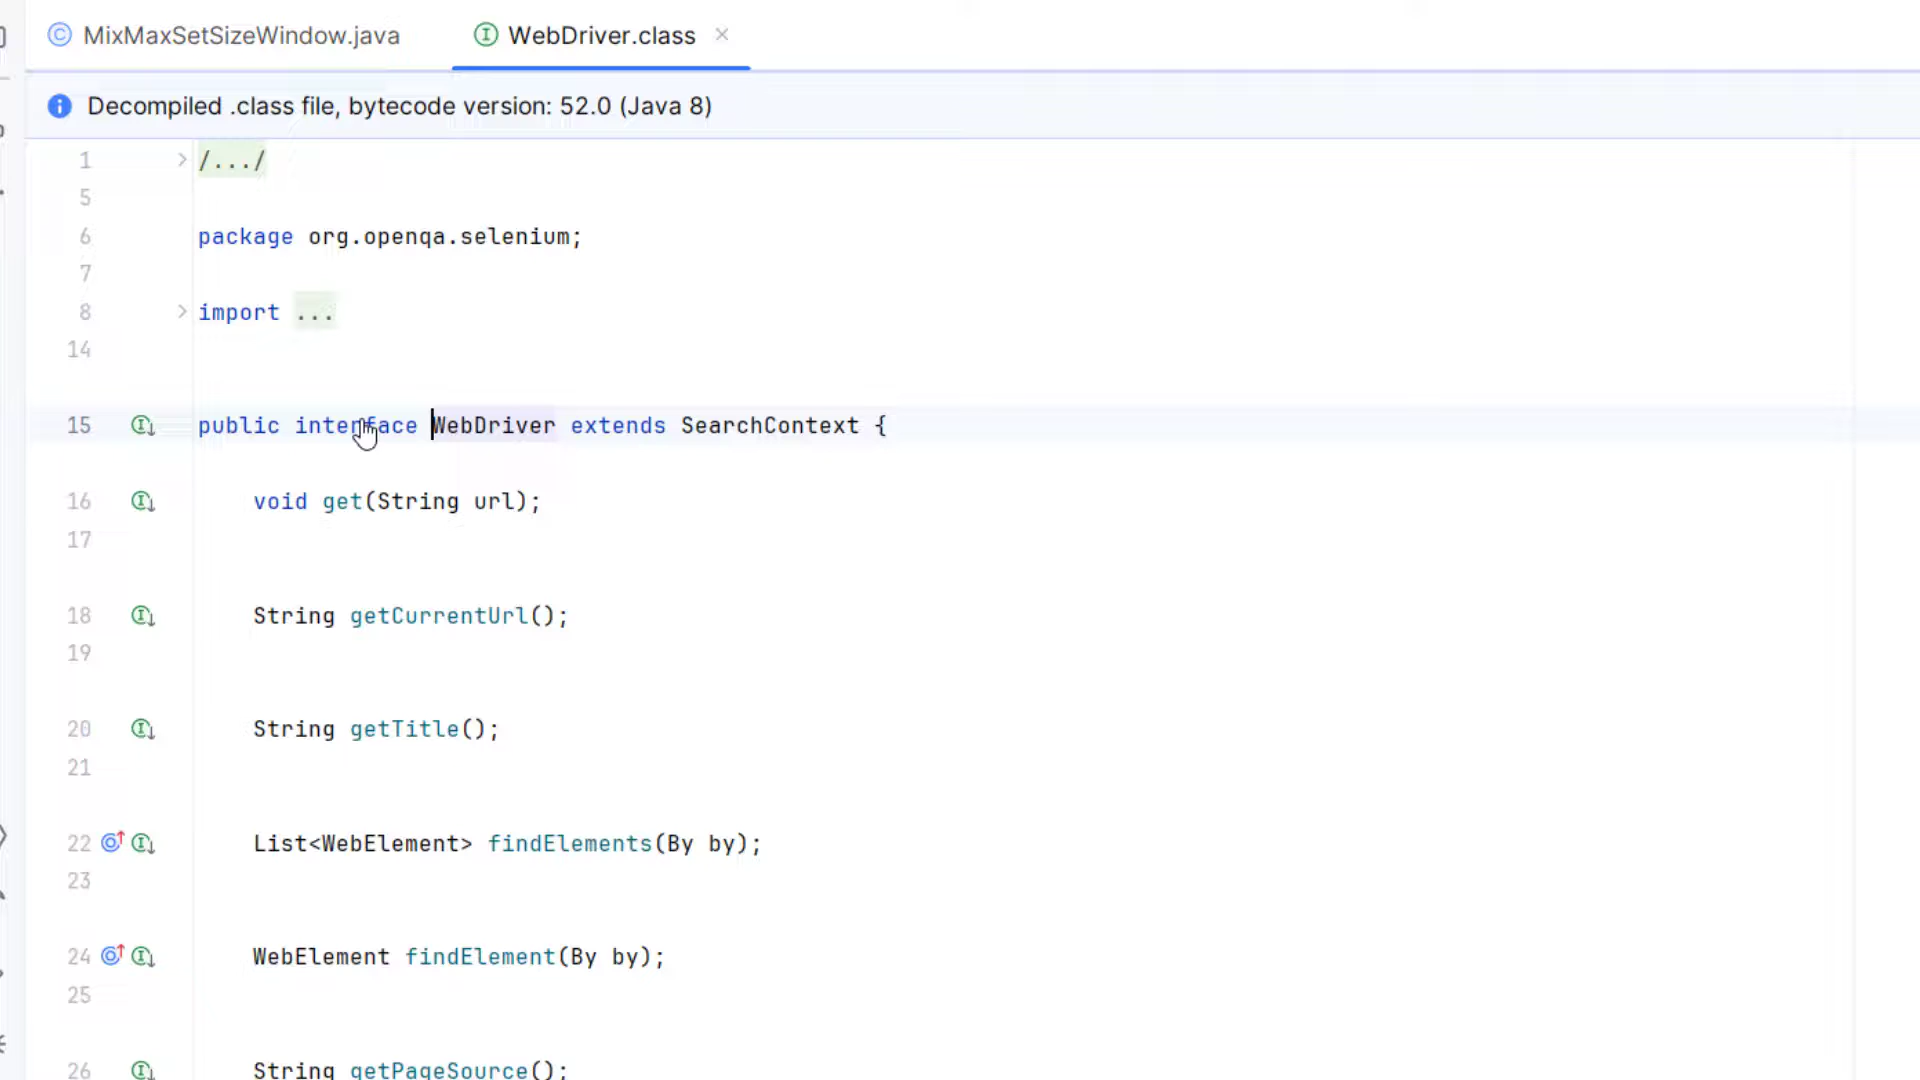 MixMaxSetSizeWindow.java
WebDriver.class
Decompiled .class file, bytecode version: 52.0 (Java 8)
1 /.../
5
6 package org.openqa.selenium;
7
8 import ...
14
15 public interface WebDriver extends SearchContext {
16 void get(String url);
17
18 String getCurrentUrl();
19
20 String getTitle();
21
22 List<WebElement> findElements(By by);
23
24 WebElement findElement(By by);
25
26 String getPageSource();